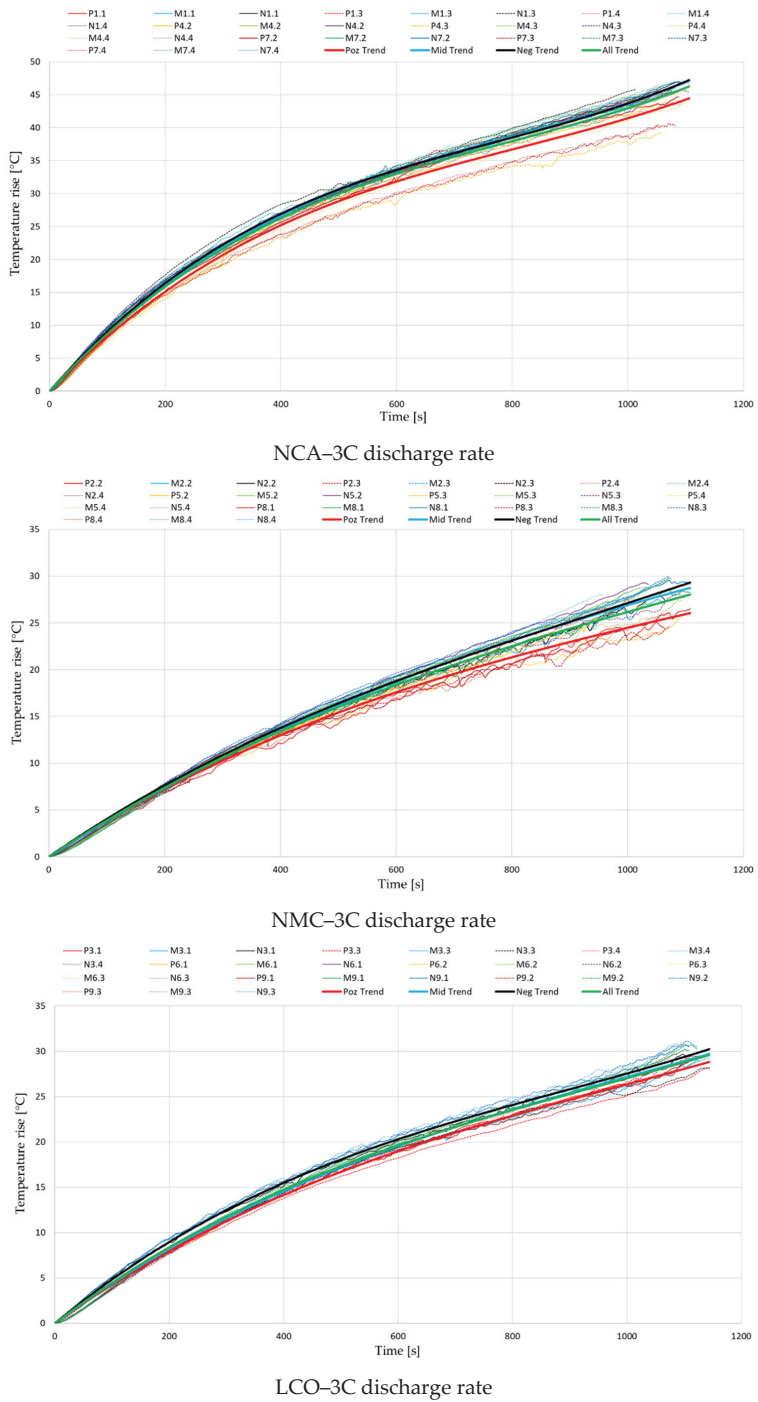 P1.1 M1.1 N1.1 P1.3 M1.3 N1.3 P1.4 M1.4
N1.4 P4.2 M4.2 N4.2 P4.3 M4.3 N4.3 P4.4
M4.4 N4.4 P7.2 M7.2 N7.2 P7.3 M7.3 N7.3
P7.4 M7.4 N7.4 Poz Trend Mid Trend Neg Trend All Trend
50
45
40
35
30
25
20
15
10
5
0
Temperature rise [°C]
0 200 400 600 800 1000 1200
Time [s]
NCA–3C discharge rate
P2.2 M2.2 N2.2 P2.3 M2.3 N2.3 P2.4 M2.4
N2.4 P5.2 M5.2 N5.2 P5.3 M5.3 N5.3 P5.4
M5.4 N5.4 P8.1 M8.1 N8.1 P8.3 M8.3 N8.3
P8.4 M8.4 N8.4 Poz Trend Mid Trend Neg Trend All Trend
35
30
25
20
15
10
5
0
Temperature rise [°C]
0 200 400 600 800 1000 1200
Time [s]
NMC–3C discharge rate
P3.1 M3.1 N3.1 P3.3 M3.3 N3.3 P3.4 M3.4
N3.4 P6.1 M6.1 N6.1 P6.2 M6.2 N6.2 P6.3
M6.3 N6.3 P9.1 M9.1 N9.1 P9.2 M9.2 N9.2
P9.3 M9.3 N9.3 Poz Trend Mid Trend Neg Trend All Trend
35
30
25
20
15
10
5
0
Temperature rise [°C]
0 200 400 600 800 1000 1200
Time [s]
LCO–3C discharge rate